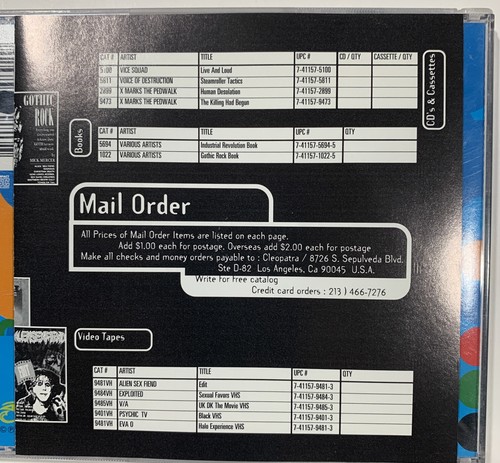 CAT # ARTIST TITLE UPC # CD / QTY CASSETTE / QTY
5100 VICE SQUAD Live And Loud 7-41157-5100
5811 VOICE OF DESTRUCTION Steamroller Tactics 7-41157-5811
2899 X MARKS THE PEDWALK Human Desolation 7-41157-2899
9473 X MARKS THE PEDWALK The Killing Had Begun 7-41157-9473
CD's & Cassettes
GOTHIC
ROCK
MICK MERCER
Books
CAT # ARTIST TITLE UPC # QTY
5694 VARIOUS ARTISTS Industrial Revolution Book 7-41157-5694-5
1022 VARIOUS ARTISTS Gothic Rock Book 7-41157-1022-5
Mail Order
All Prices of Mail Order Items are listed on each page.
Add $1.00 each for postage. Overseas add $2.00 each for postage
Make all checks and money orders payable to : Cleopatra / 8726 S. Sepulveda Blvd.
Ste D-82 Los Angeles, Ca 90045 U.S.A.
Write for free catalog
Credit card orders : 213 ) 466-7276
Video Tapes
CAT # ARTIST TITLE UPC # QTY
9481VH ALIEN SEX FIEND Edit 7-41157-9481-3
9484VH EXPLOITED Sexual Favors VHS 7-41157-9484-3
9485VH V/A UK DK The Movie VHS 7-41157-9485-3
9401VH PSYCHIC TV Black VHS 7-41157-9401-3
9491VH EVA O Halo Experience VHS